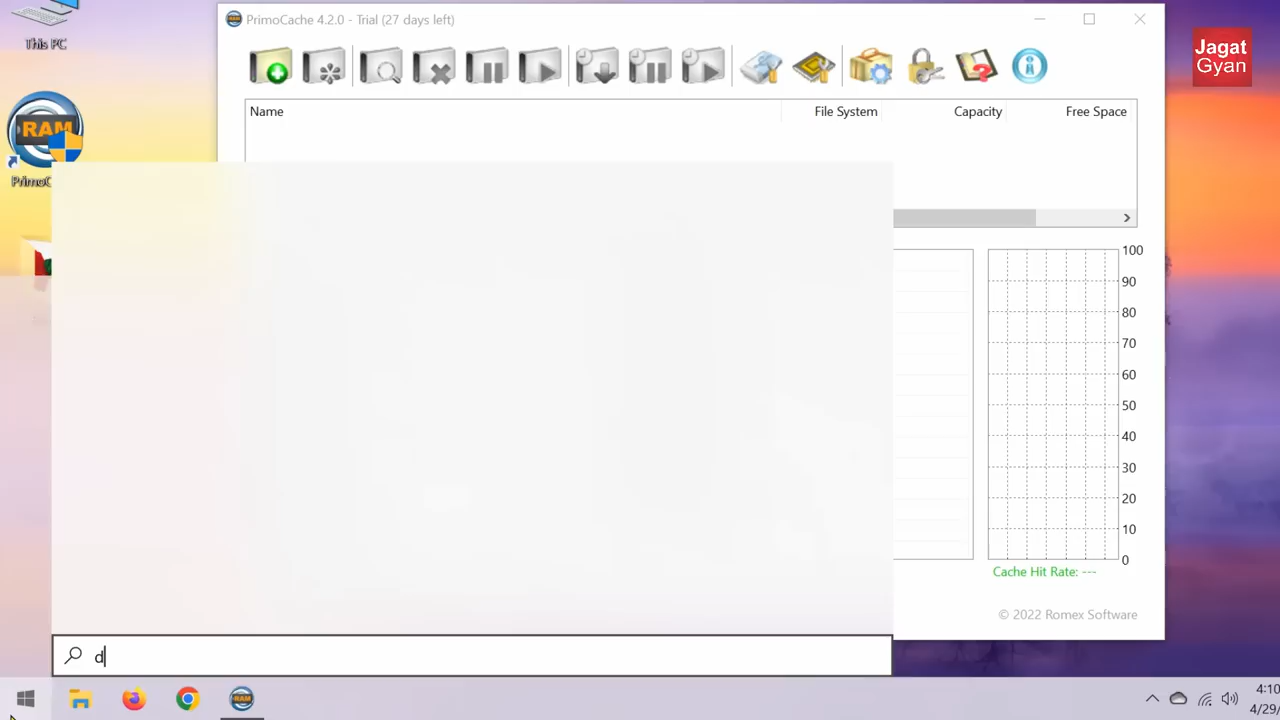 This PC
PrimoCache 4.2.0 - Trial (27 days left)
Jagat
Gyan
Name
File System
Capacity
Free Space
RAM
100
90
80
70
60
50
40
30
20
10
0
Cache Hit Rate: ---
© 2022 Romex Software
d
RAM
4:10
4/29/